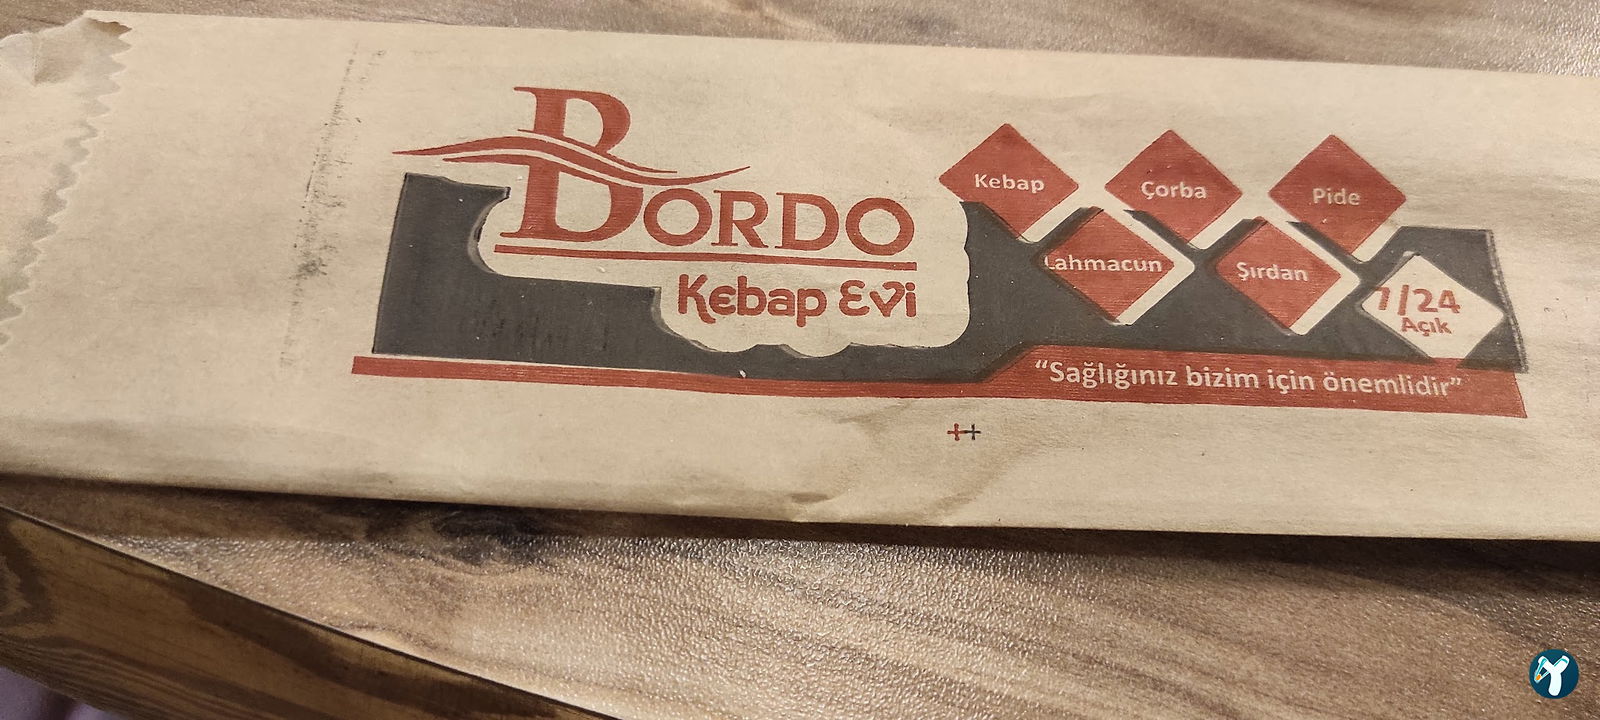 BORDO
Kebap Evi
Kebap
Çorba
Pide
Lahmacun
Şırdan
7/24
Açık
“Sağlığınız bizim için önemlidir”